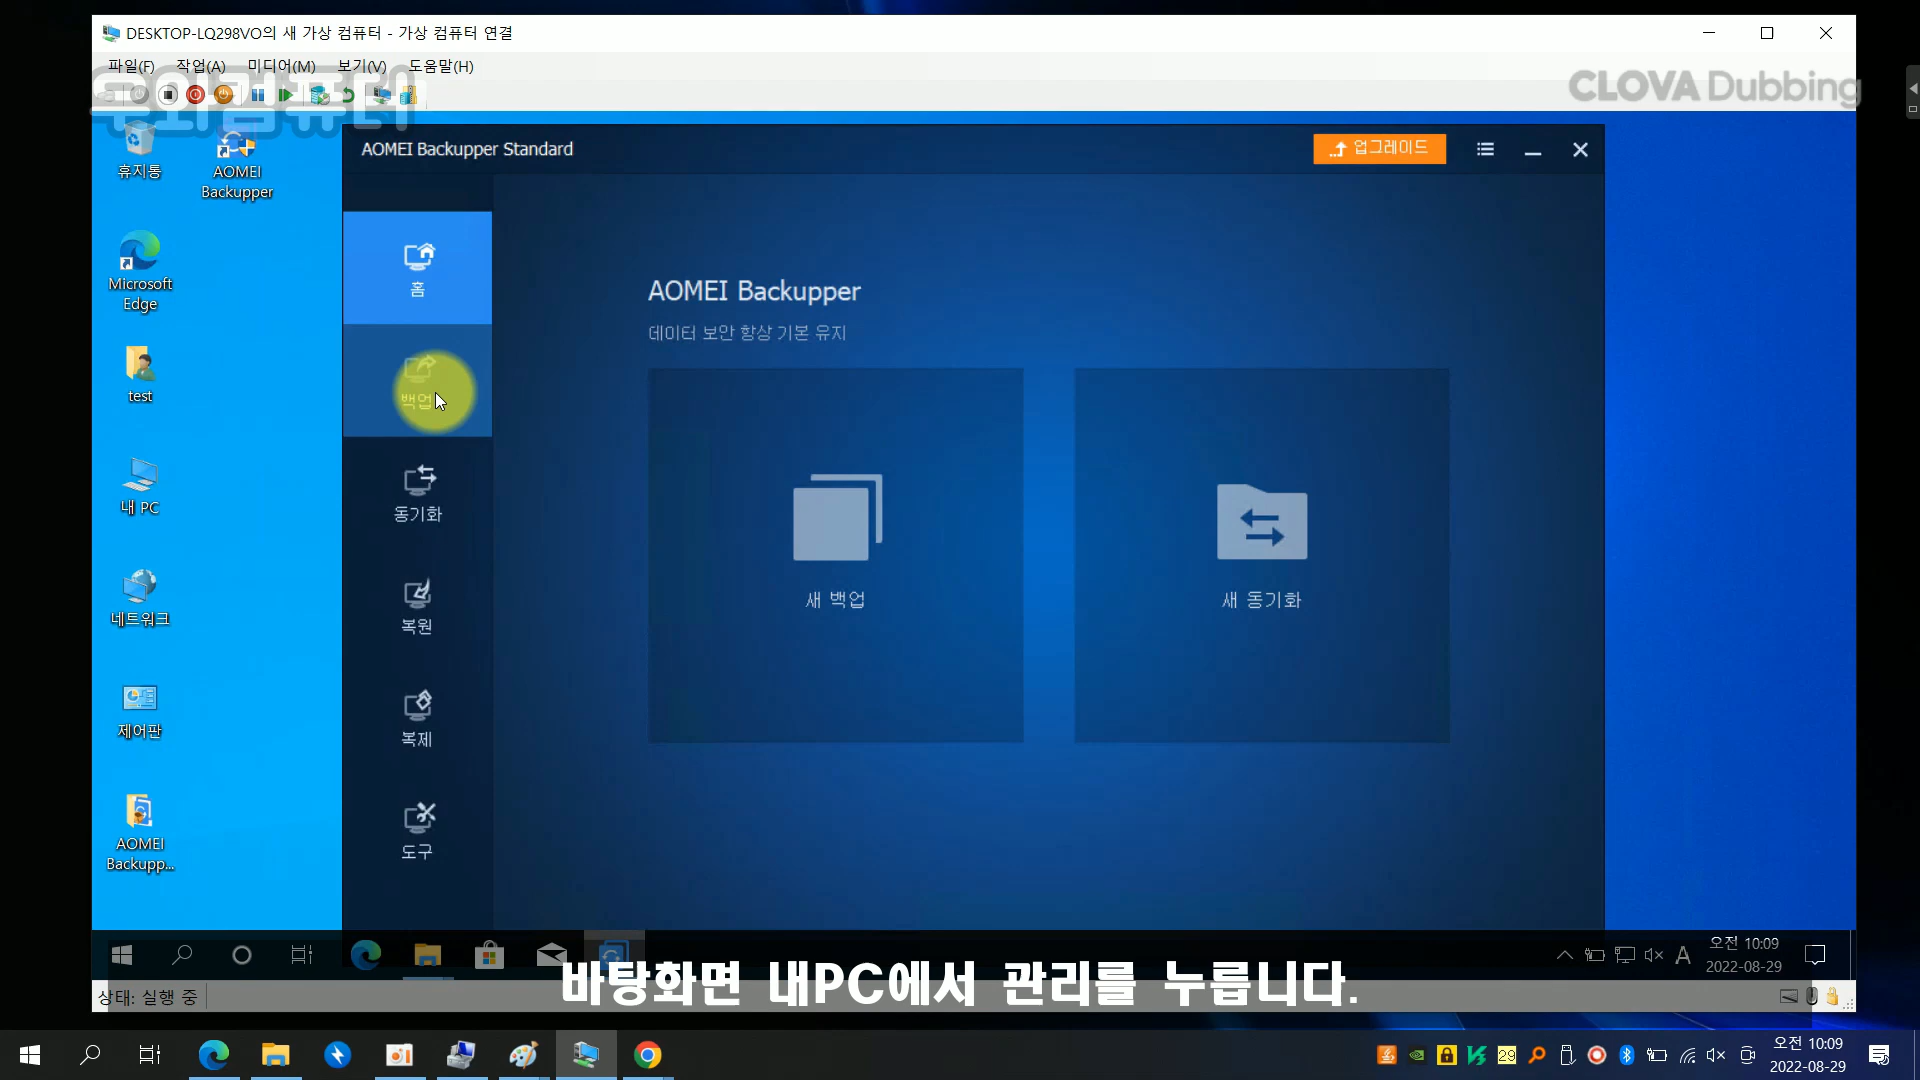 DESKTOP-LQ298VO의 새 가상 컴퓨터 - 가상 컴퓨터 연결
파일(F) 작업(A) 미디어(M) 보기(V) 도움말(H)
CLOVA Dubbing
휴지통
AOMEI Backupper
Microsoft Edge
test
내 PC
네트워크
제어판
AOMEI Backupp...
AOMEI Backupper Standard
업그레이드
홈
백업
동기화
복원
복제
도구
AOMEI Backupper
데이터 보안 항상 기본 유지
새 백업
새 동기화
A
오전 10:09
2022-08-29
바탕화면 내PC에서 관리를 누릅니다.
상태: 실행 중
29
오전 10:09
2022-08-29